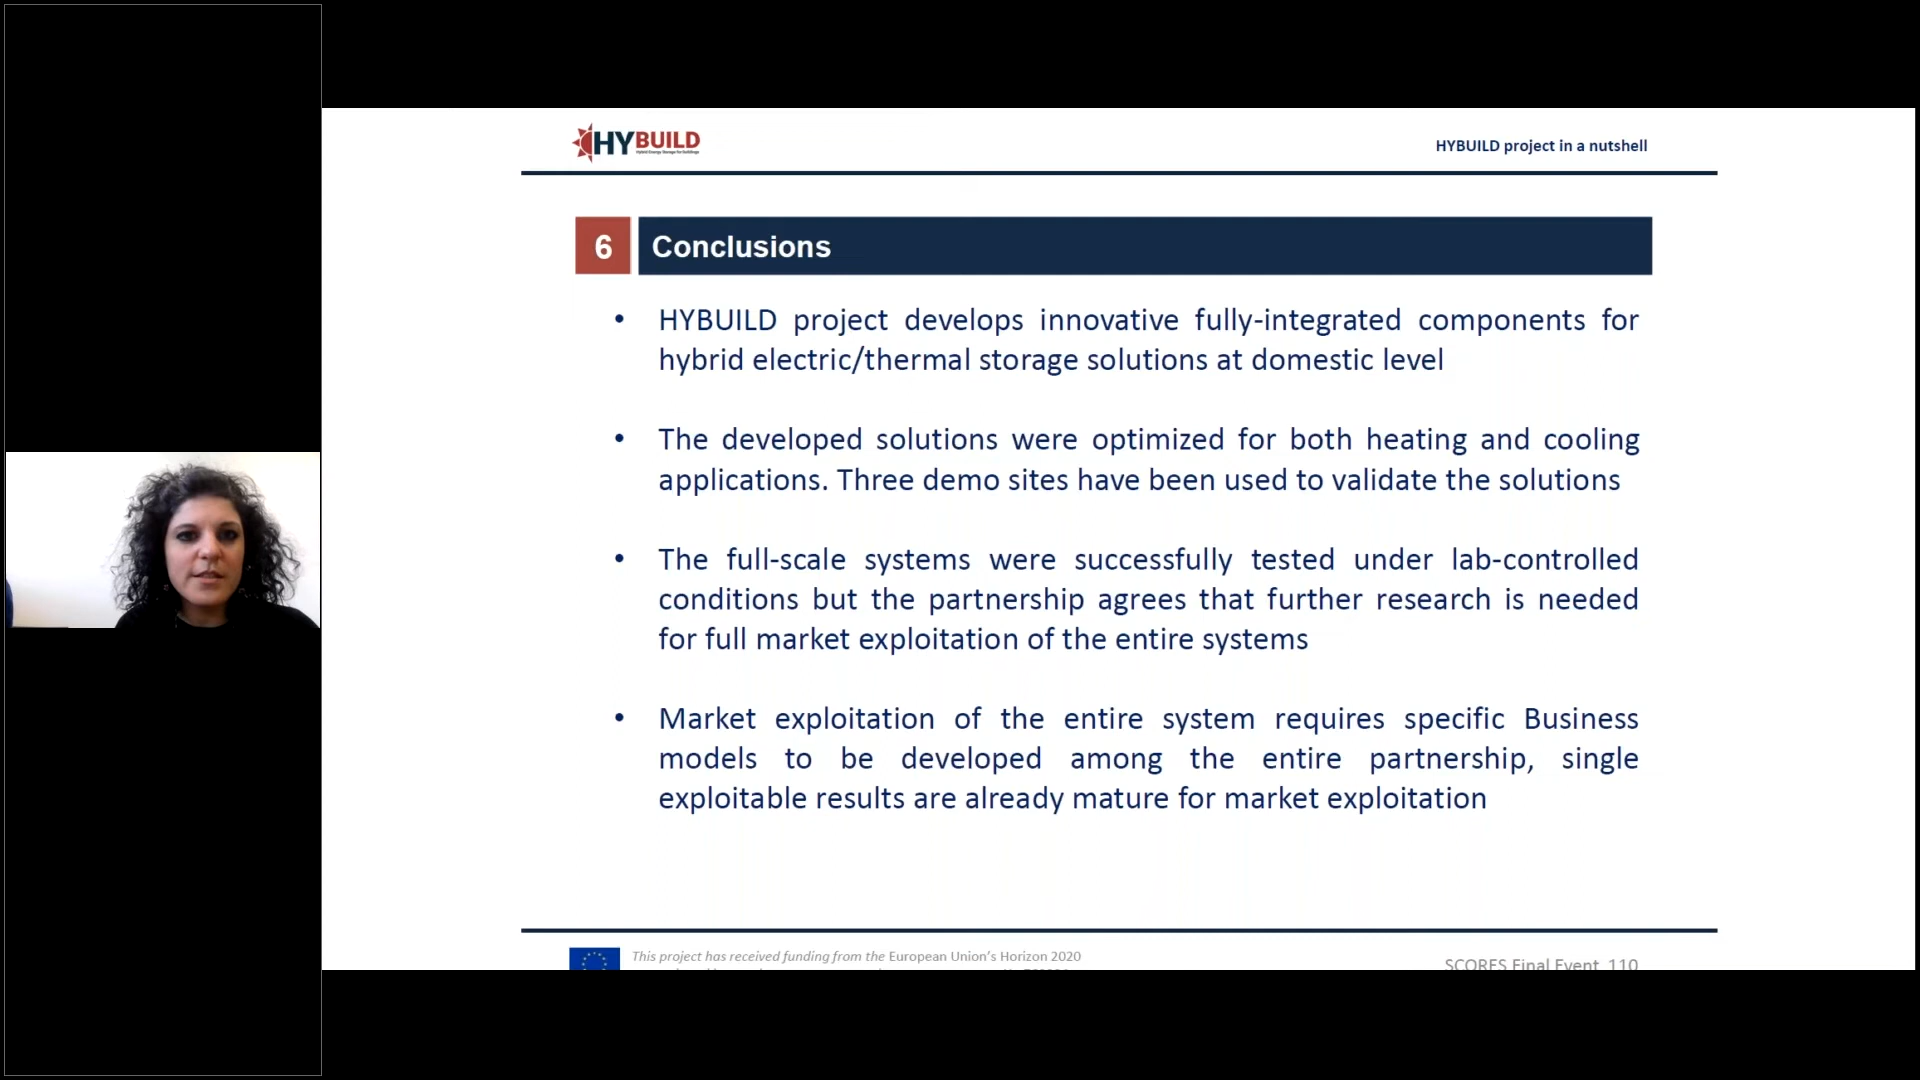 HYBUILD
HYBUILD project in a nutshell
6 Conclusions
• HYBUILD project develops innovative fully-integrated components for
hybrid electric/thermal storage solutions at domestic level
• The developed solutions were optimized for both heating and cooling
applications. Three demo sites have been used to validate the solutions
• The full-scale systems were successfully tested under lab-controlled
conditions but the partnership agrees that further research is needed
for full market exploitation of the entire systems
• Market exploitation of the entire system requires specific Business
models to be developed among the entire partnership, single
exploitable results are already mature for market exploitation
This project has received funding from the European Union's Horizon 2020
SCORES Final Event 110